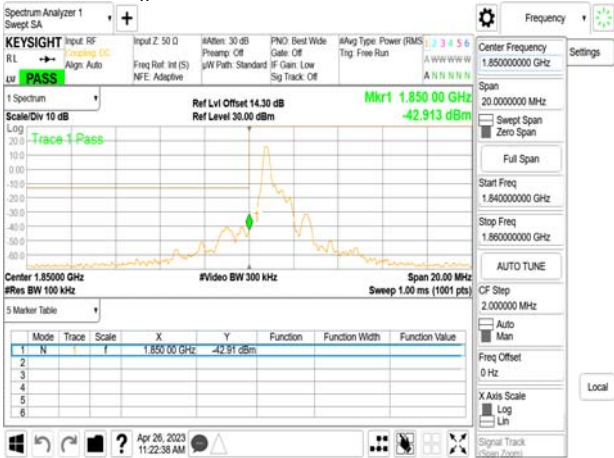 Spectrum Analyzer 1
Swept SA
+
Frequency
KEYSIGHT
RL
PASS
Input: RF
Coupling: DC
Align: Auto
Input Z: 50 Ω
Freq Ref: Int (S)
NFE: Adaptive
#Atten: 30 dB
Preamp: Off
µW Path: Standard
PNO: Best Wide
Gate: Off
IF Gain: Low
Sig Track: Off
#Avg Type: Power (RMS
Trig: Free Run
1 2 3 4 5 6
A W W W W W
A N N N N N
1 Spectrum
Scale/Div 10 dB
Ref Lvl Offset 14.30 dB
Ref Level 30.00 dBm
Mkr1 1.850 00 GHz
-42.913 dBm
Log
Trace 1 Pass
20.0
10.0
0.00
-10.0
-20.0
-30.0
-40.0
-50.0
-60.0
Center 1.85000 GHz
#Res BW 100 kHz
#Video BW 300 kHz
Span 20.00 MHz
Sweep 1.00 ms (1001 pts)
5 Marker Table
Mode Trace Scale X Y Function Function Width Function Value
1 N 1 f 1.850 00 GHz -42.91 dBm
2
3
4
5
6
Apr 26, 2023
11:22:38 AM
Center Frequency
1.850000000 GHz
Settings
Span
20.0000000 MHz
Swept Span
Zero Span
Full Span
Start Freq
1.840000000 GHz
Stop Freq
1.860000000 GHz
AUTO TUNE
CF Step
2.000000 MHz
Auto
Man
Freq Offset
0 Hz
X Axis Scale
Log
Lin
Local
Signal Track
(Span Zoom)